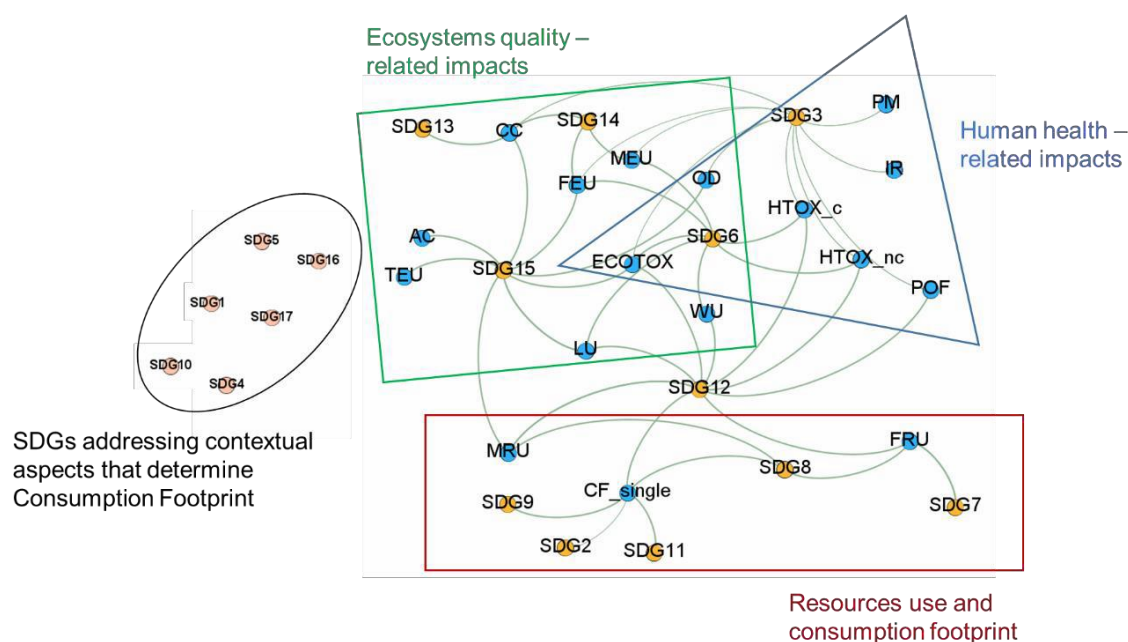 Ecosystems quality –
related impacts
Human health –
related impacts
SDG13
CC
SDG14
SDG3
PM
MEU
FEU
OD
IR
HTOX_c
AC
SDG6
SDG5
SDG16
SDG15
ECOTOX
HTOX_nc
TEU
POF
SDG1
SDG17
WU
LU
SDG10
SDG4
SDG12
SDGs addressing contextual
aspects that determine
Consumption Footprint
MRU
FRU
SDG8
CF_single
SDG9
SDG7
SDG2
SDG11
Resources use and
consumption footprint